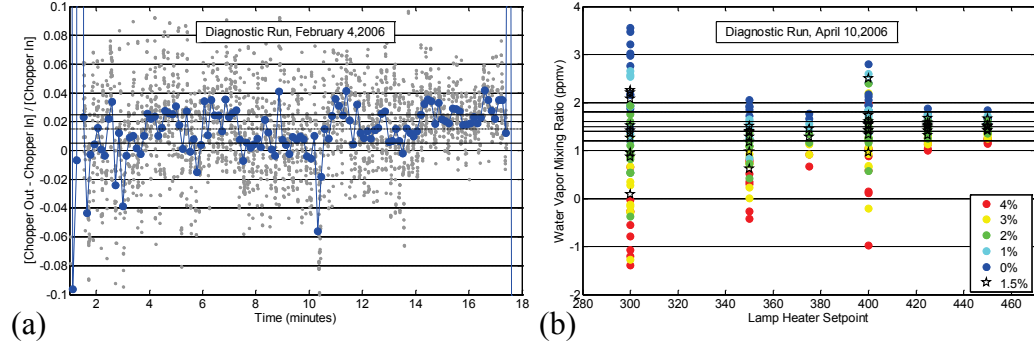 Diagnostic Run, February 4,2006
[Chopper Out - Chopper In] / [Chopper In]
0.1
0.08
0.06
0.04
0.02
0
-0.02
-0.04
-0.06
-0.08
-0.1
2 4 6 8 10 12 14 16 18
Time (minutes)
(a)
Diagnostic Run, April 10,2006
Water Vapor Mixing Ratio (ppmv)
4
3
2
1
0
-1
-2
280 300 320 340 360 380 400 420 440 460
Lamp Heater Setpoint
4%
3%
2%
1%
0%
1.5%
(b)